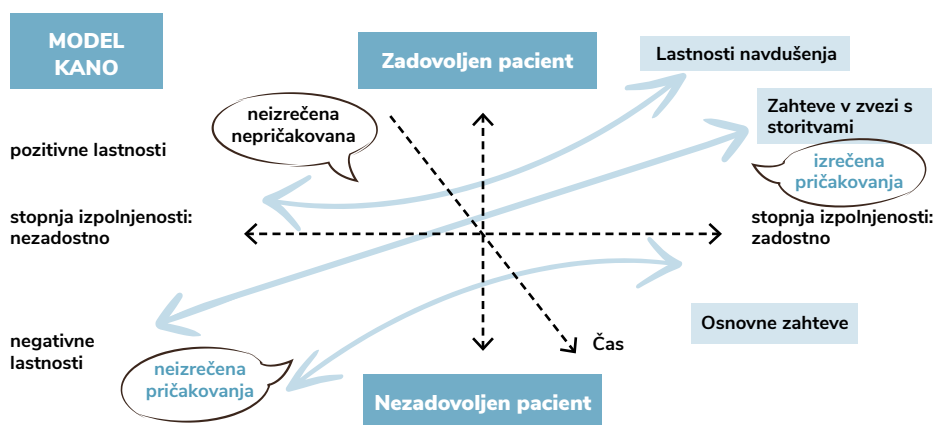 MODEL
KANO
Zadovoljen pacient
Lastnosti navdušenja
Zahteve v zvezi s
storitvami
neizrečena
nepričakovana
pozitivne lastnosti
izrečena
pričakovanja
stopnja izpolnjenosti:
nezadostno
stopnja izpolnjenosti:
zadostno
Osnovne zahteve
negativne
lastnosti
Čas
neizrečena
pričakovanja
Nezadovoljen pacient